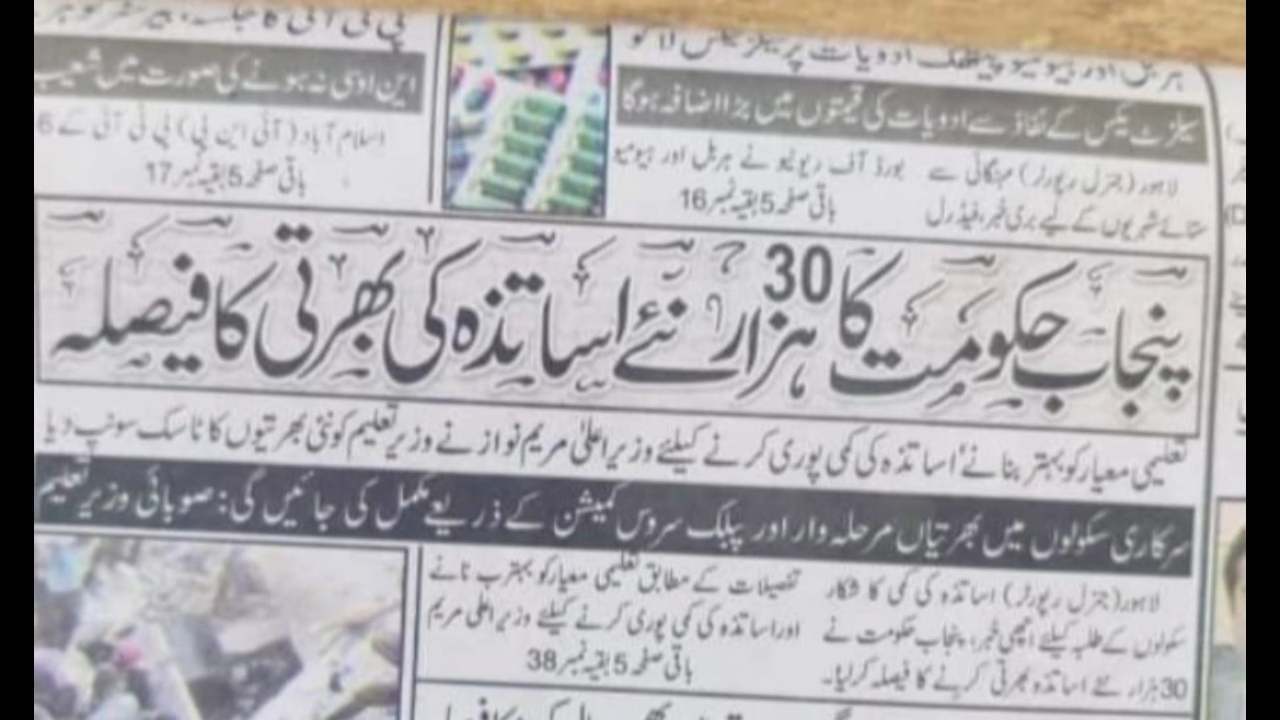 ہربل اور ہومیوپیتھک ادویات پر سیلز ٹیکس لاگو
سیلز ٹیکس کے نفاذ سے ادویات کی قیمتوں میں بڑا اضافہ ہوگا
لاہور (جنرل رپورٹر) مہنگائی سے
ستائے شہریوں کے لیے بری خبر، فیڈرل
بورڈ آف ریونیو نے ہربل اور ہومیو
باقی صفحہ 5 بقیہ نمبر 16
پی ٹی آئی کا جلسہ،
این او سی نہ ہونے کی صورت میں شعیب
اسلام آباد (آئی این پی) پی ٹی آئی کے 6
باقی صفحہ 5 بقیہ نمبر 17
پنجاب حکومت کا 30 ہزار نئے اساتذہ کی بھرتی کا فیصلہ
تعلیمی معیار کو بہتر بنانے' اساتذہ کی کمی پوری کرنے کیلئے وزیر اعلیٰ مریم نواز نے وزیر تعلیم کو نئی بھرتیوں کا ٹاسک سونپ دیا
سرکاری سکولوں میں بھرتیاں مرحلہ وار اور پبلک سروس کمیشن کے ذریعے مکمل کی جائیں گی: صوبائی وزیر تعلیم
لاہور (جنرل رپورٹر) اساتذہ کی کمی کا شکار
سکولوں کے طلبہ کیلئے اچھی خبر، پنجاب حکومت نے
30 ہزار نئے اساتذہ بھرتی کرنے کا فیصلہ کرلیا۔
تفصیلات کے مطابق تعلیمی معیار کو بہتر بنانے
اور اساتذہ کی کمی پوری کرنے کیلئے وزیر اعلیٰ مریم
باقی صفحہ 5 بقیہ نمبر 38